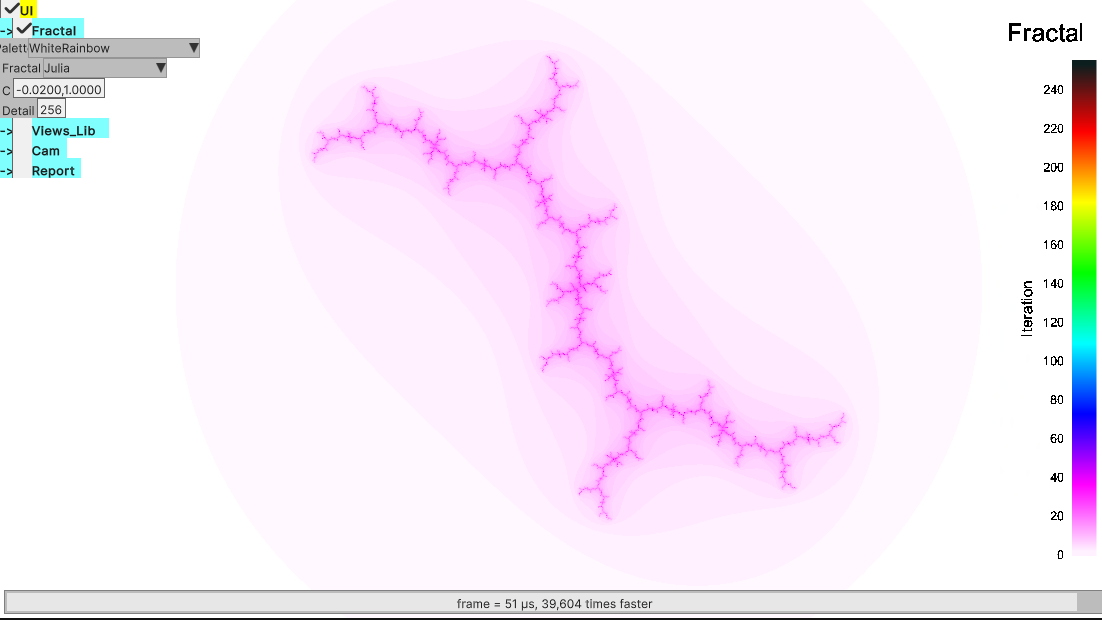 UI
-> Fractal
Palett WhiteRainbow ▼
Fractal Julia ▼
C -0.0200,1.0000
Detail 256
-> Views_Lib
-> Cam
-> Report
Fractal
240
220
200
180
160
140
120
100
80
60
40
20
0
Iteration
frame = 51 µs, 39,604 times faster